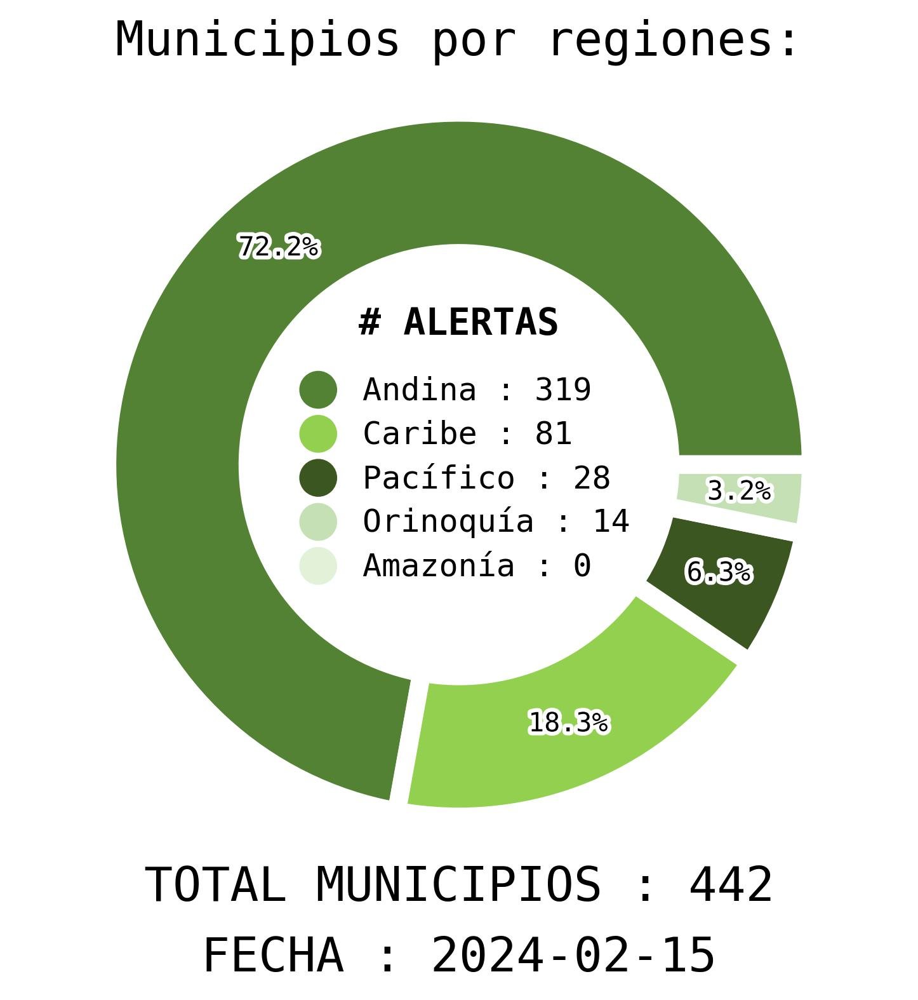 Municipios por regiones:
72.2%
# ALERTAS
Andina : 319
Caribe : 81
Pacífico : 28
Orinoquía : 14
Amazonía : 0
3.2%
6.3%
18.3%
TOTAL MUNICIPIOS : 442
FECHA : 2024-02-15